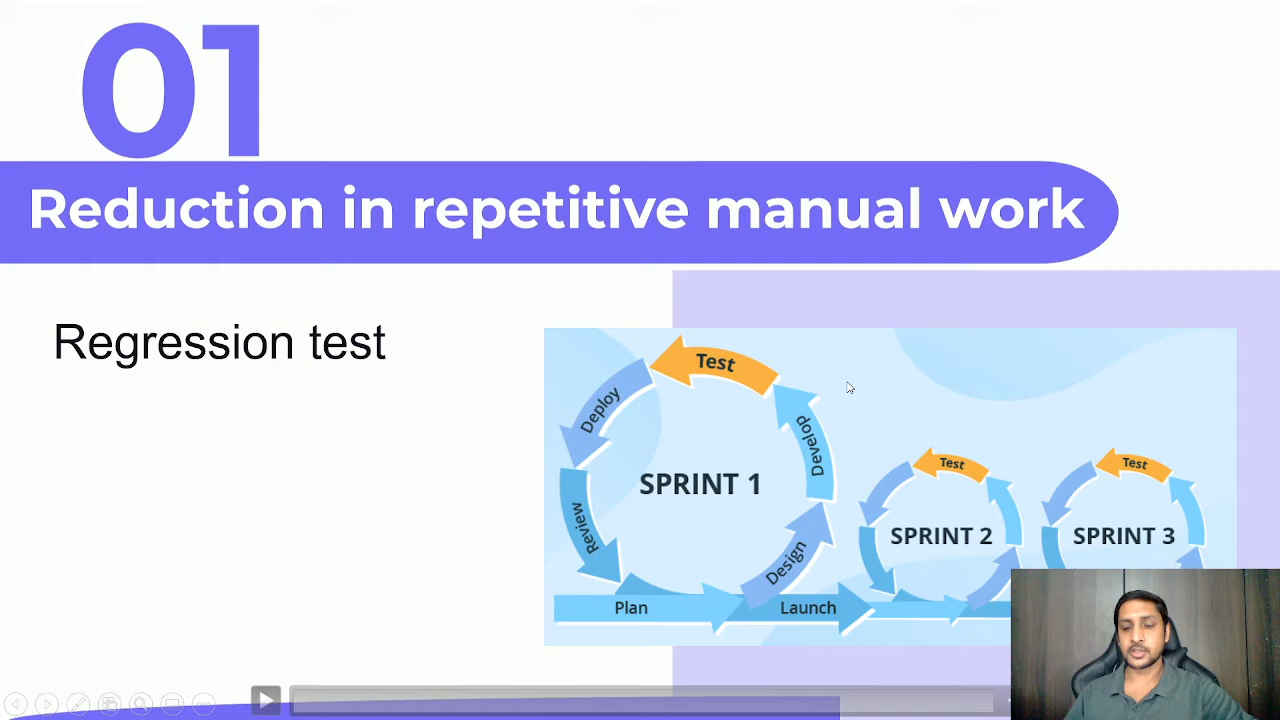 01
Reduction in repetitive manual work
Regression test
Test
Deploy
Develop
SPRINT 1
Review
Design
Plan
Launch
Test
SPRINT 2
Test
SPRINT 3